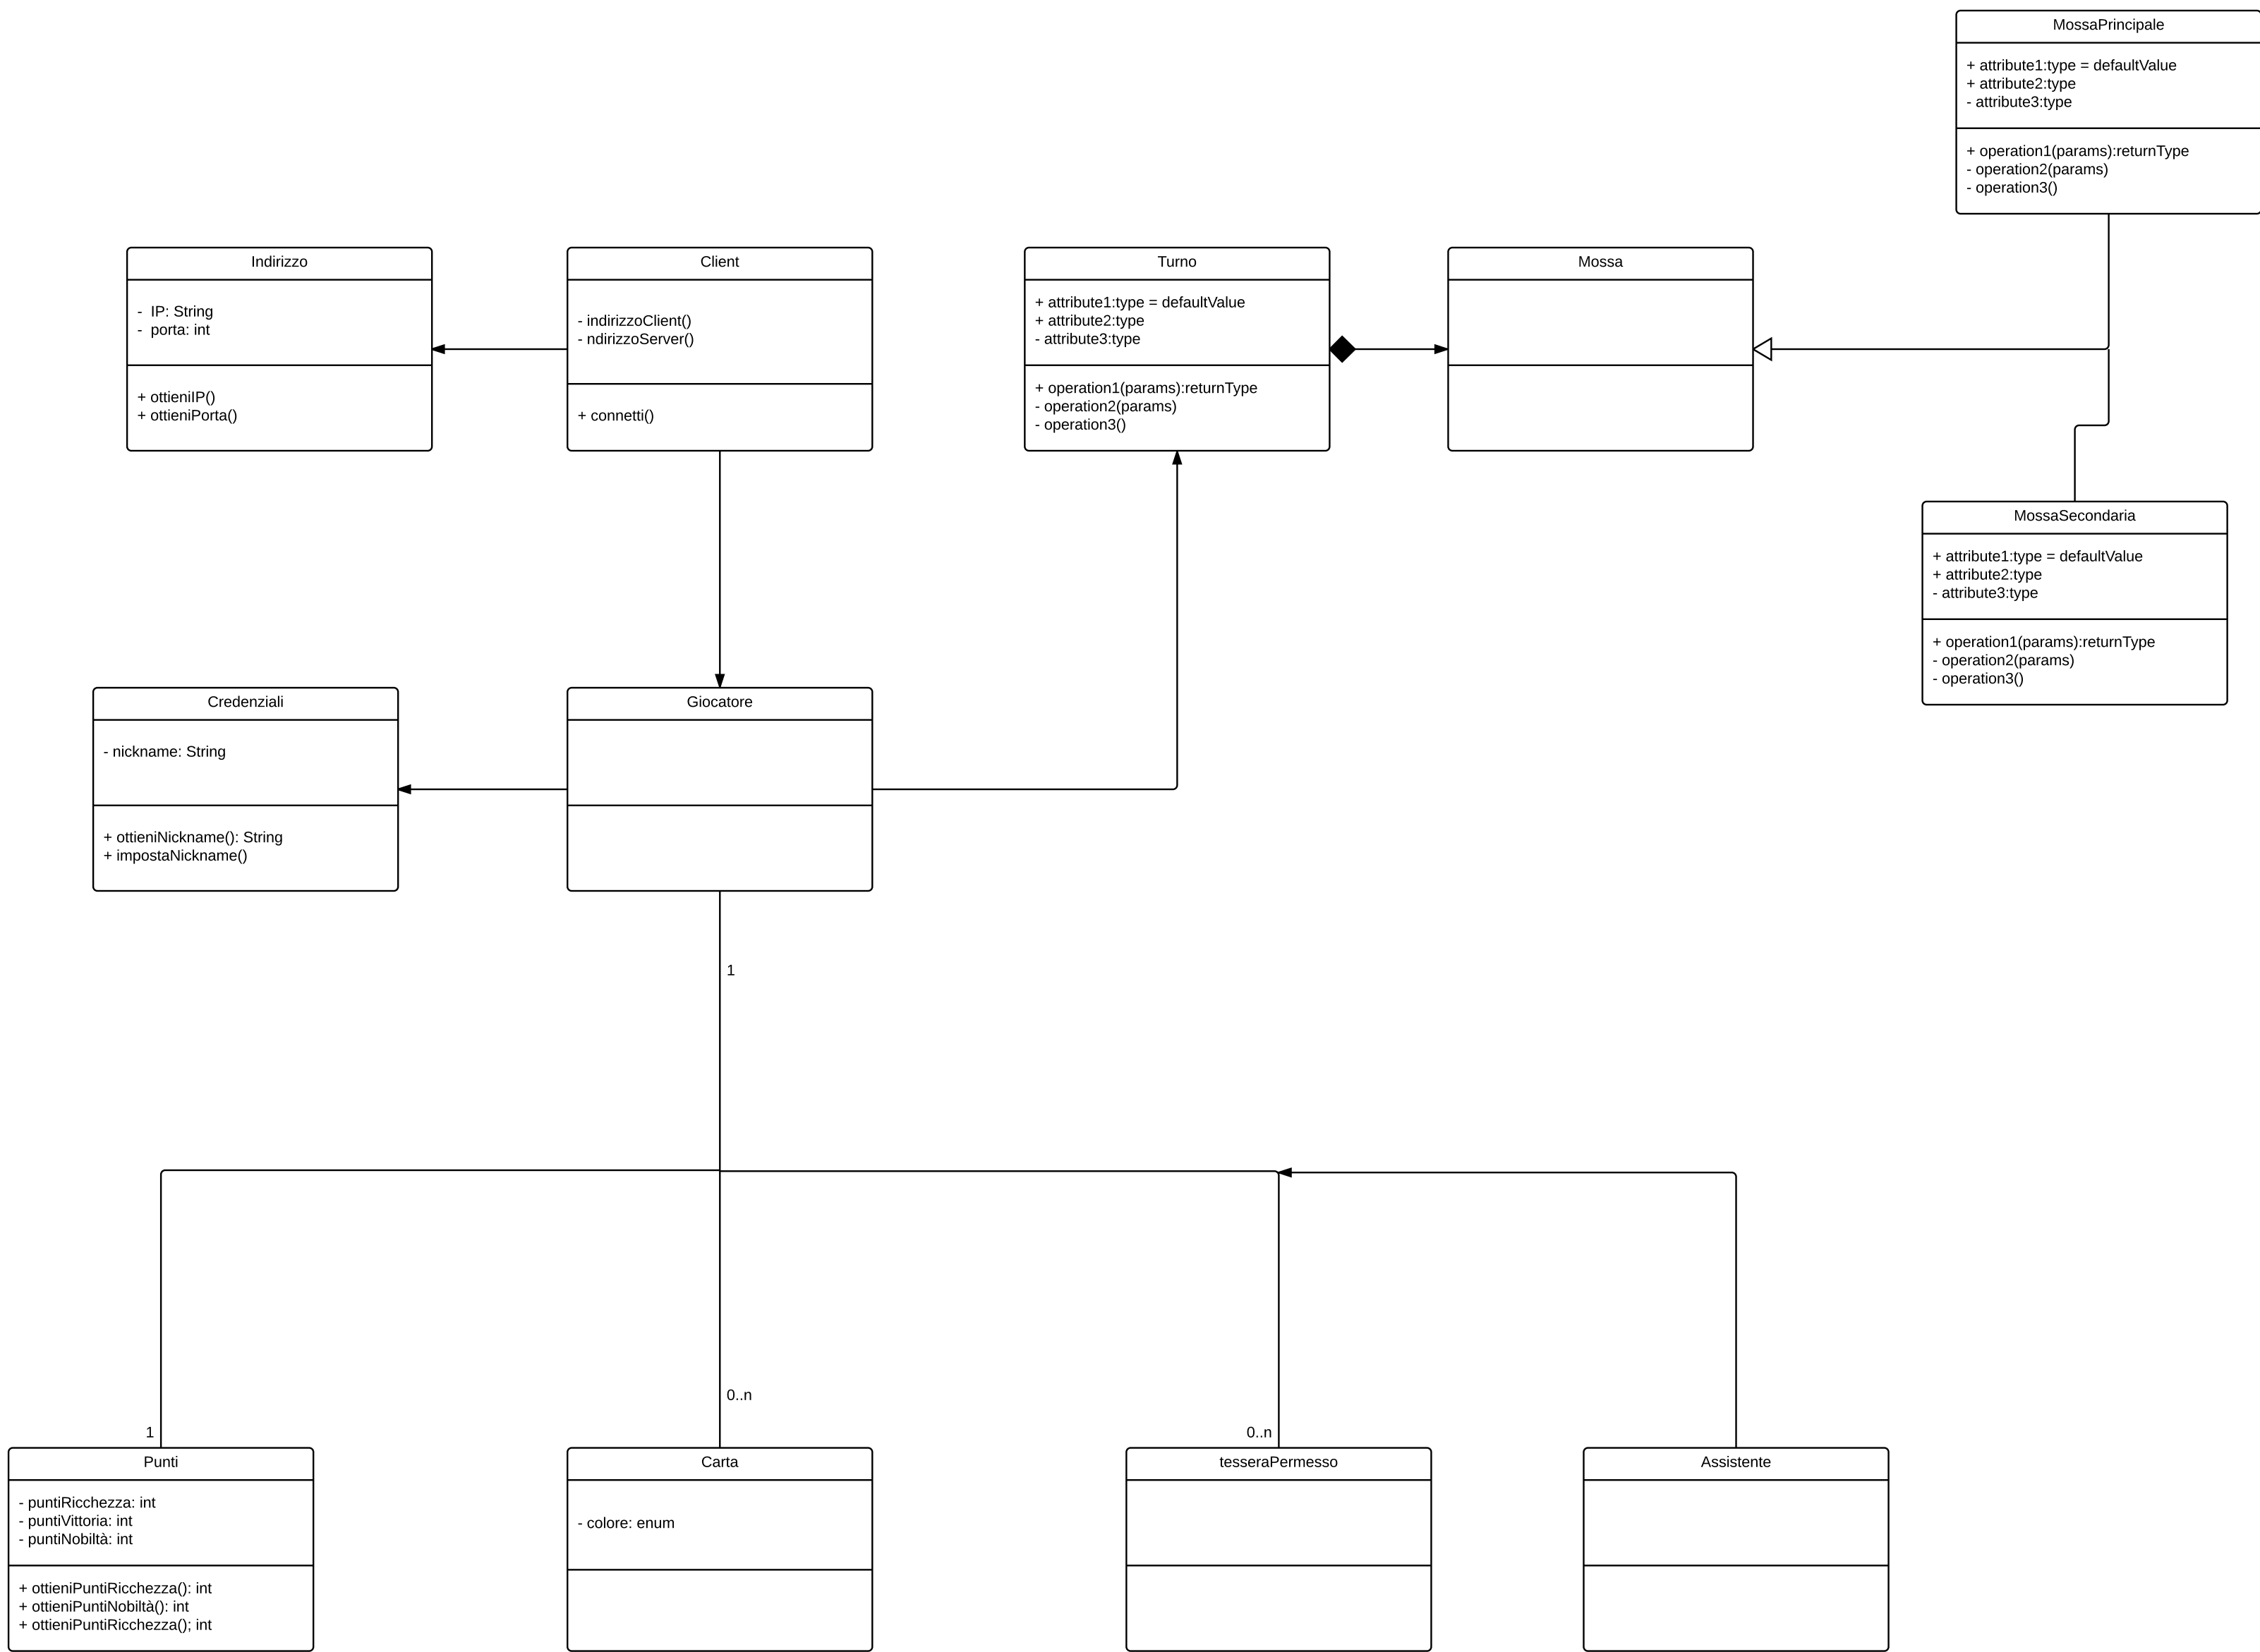 MossaPrincipale
+ attribute1:type = defaultValue
+ attribute2:type
- attribute3:type
+ operation1(params):returnType
- operation2(params)
- operation3()
Indirizzo
-  IP: String
-  porta: int
+ ottieniIP()
+ ottieniPorta()
Client
- indirizzoClient()
- ndirizzoServer()
+ connetti()
Turno
+ attribute1:type = defaultValue
+ attribute2:type
- attribute3:type
+ operation1(params):returnType
- operation2(params)
- operation3()
Mossa
MossaSecondaria
+ attribute1:type = defaultValue
+ attribute2:type
- attribute3:type
+ operation1(params):returnType
- operation2(params)
- operation3()
Credenziali
- nickname: String
+ ottieniNickname(): String
+ impostaNickname()
Giocatore
1
0..n
1
0..n
Punti
- puntiRicchezza: int
- puntiVittoria: int
- puntiNobiltà: int
+ ottieniPuntiRicchezza(): int
+ ottieniPuntiNobiltà(): int
+ ottieniPuntiRicchezza(); int
Carta
- colore: enum
tesseraPermesso
Assistente